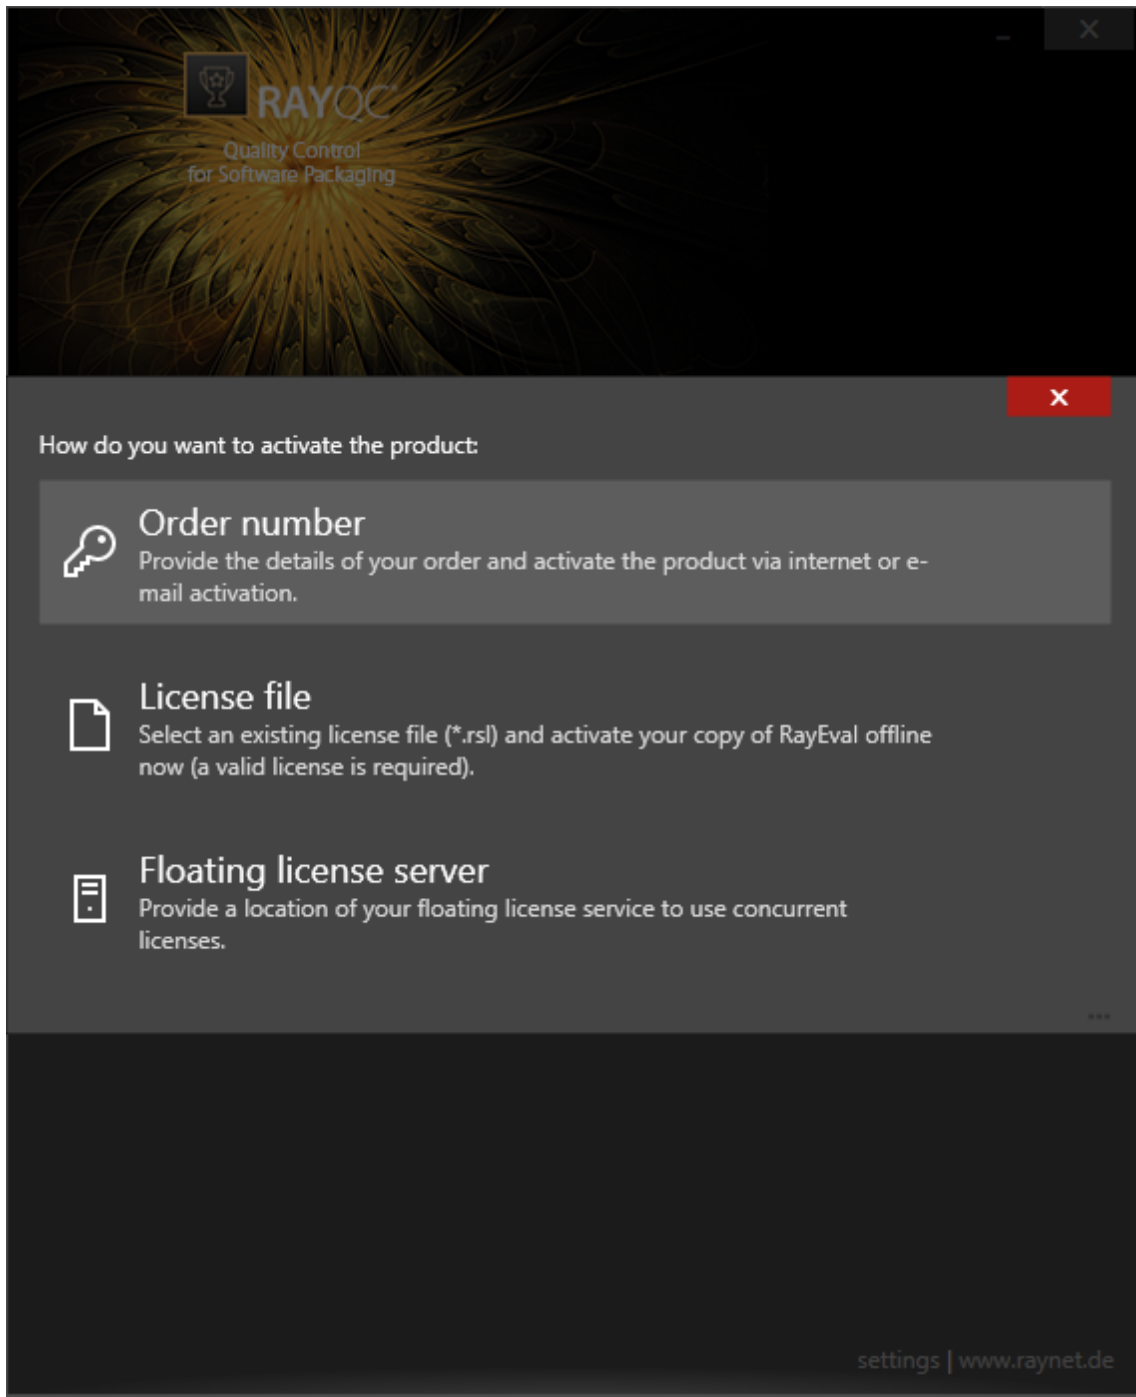 RAYQC
Quality Control
for Software Packaging
How do you want to activate the product:
Order number
Provide the details of your order and activate the product via internet or e-
mail activation.
License file
Select an existing license file (*.rsl) and activate your copy of RayEval offline
now (a valid license is required).
Floating license server
Provide a location of your floating license service to use concurrent
licenses.
...
settings | www.raynet.de